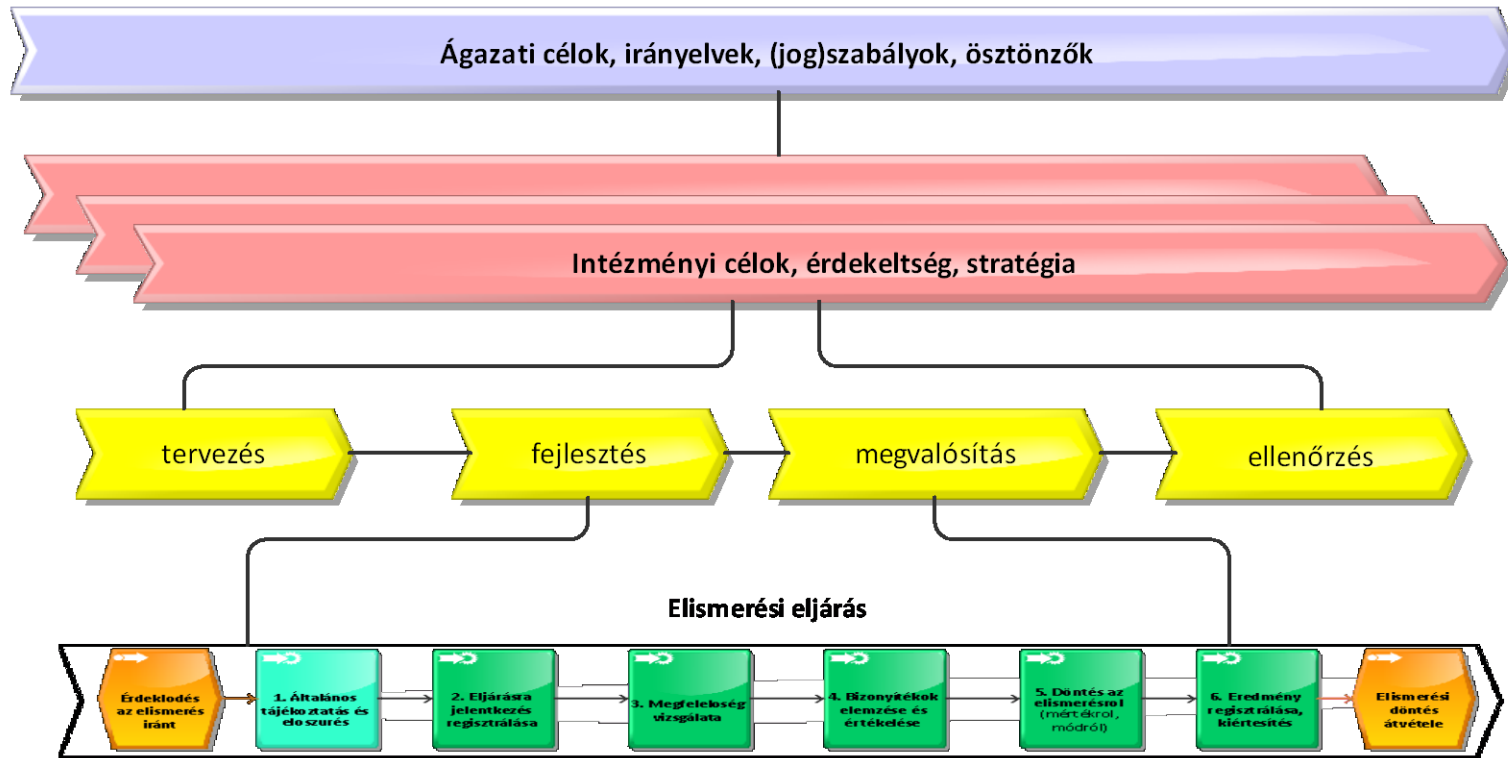 Ágazati célok, irányelvek, (jog)szabályok, ösztönzők
Intézményi célok, érdekeltség, stratégia
tervezés
fejlesztés
megvalósítás
ellenőrzés
Elismerési eljárás
Érdeklodés
az elismerés
iránt
1. Általános
tájékoztatás és
eloszurés
2. Eljárásra
jelentkezés
regisztrálása
3. Megfeleloség
vizsgálata
4. Bizonyítékok
elemzése és
értékelése
5. Döntés az
elismerésrol
(mértékrol,
módról)
6. Eredmény
regisztrálása,
kiértesítés
Elismerési
döntés
átvétele